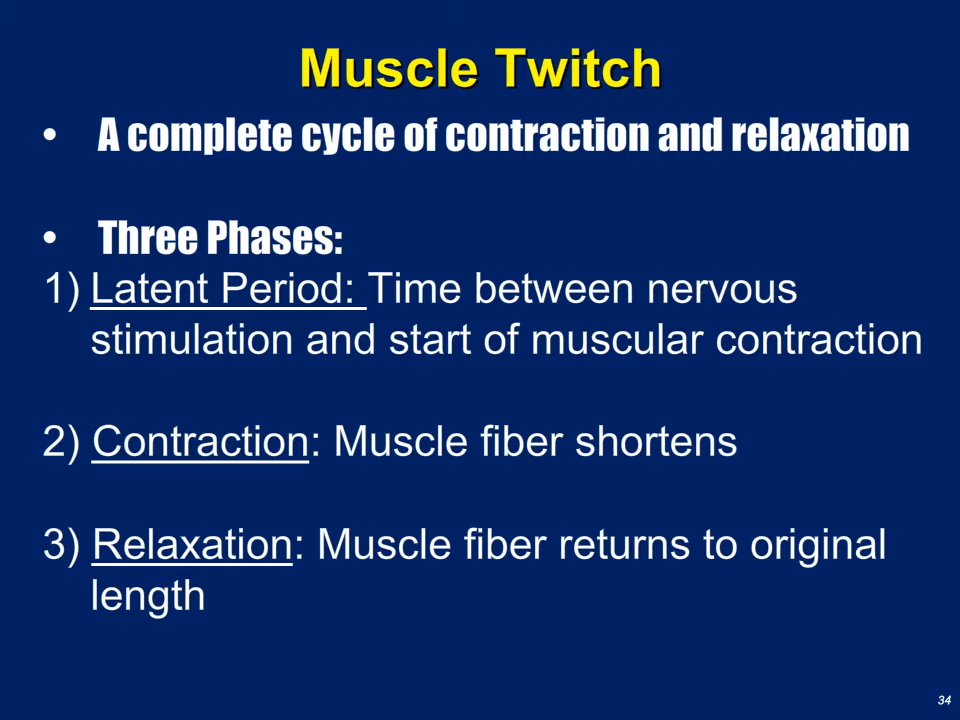 Muscle Twitch
• A complete cycle of contraction and relaxation
• Three Phases:
1) Latent Period: Time between nervous
stimulation and start of muscular contraction
2) Contraction: Muscle fiber shortens
3) Relaxation: Muscle fiber returns to original
length
34